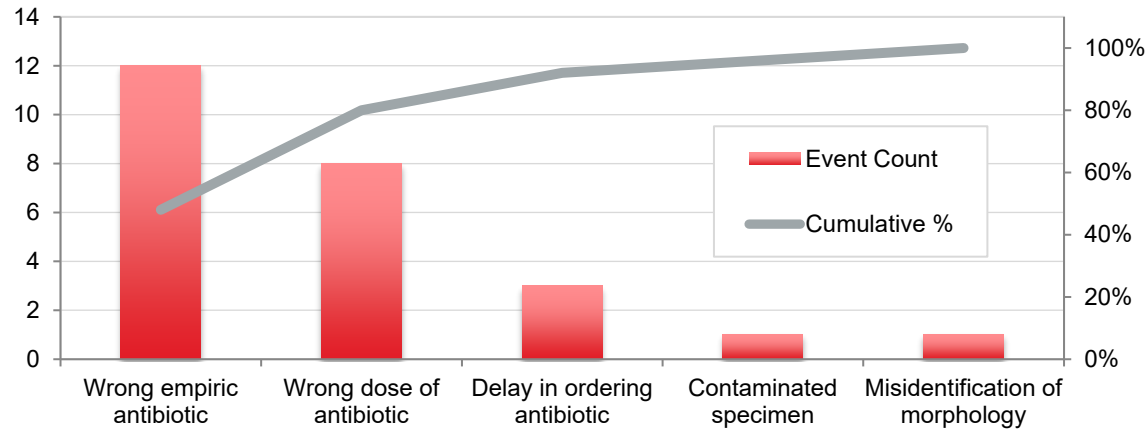 14
12
10
8
6
4
2
0
100%
80%
60%
40%
20%
0%
Event Count
Cumulative %
Wrong empiric
antibiotic
Wrong dose of
antibiotic
Delay in ordering
antibiotic
Contaminated
specimen
Misidentification of
morphology